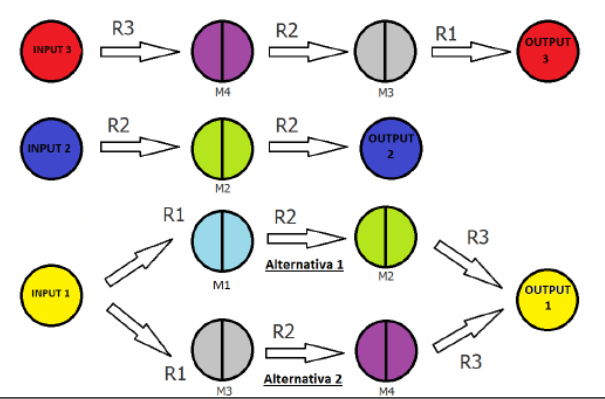 R3
R2
R1
INPUT 3
OUTPUT
3
M4
M3
R2
R2
INPUT 2
OUTPUT
2
M2
R1
R2
R3
Alternativa 1
M1
M2
INPUT 1
OUTPUT
1
R2
R1
R3
Alternativa 2
M3
M4